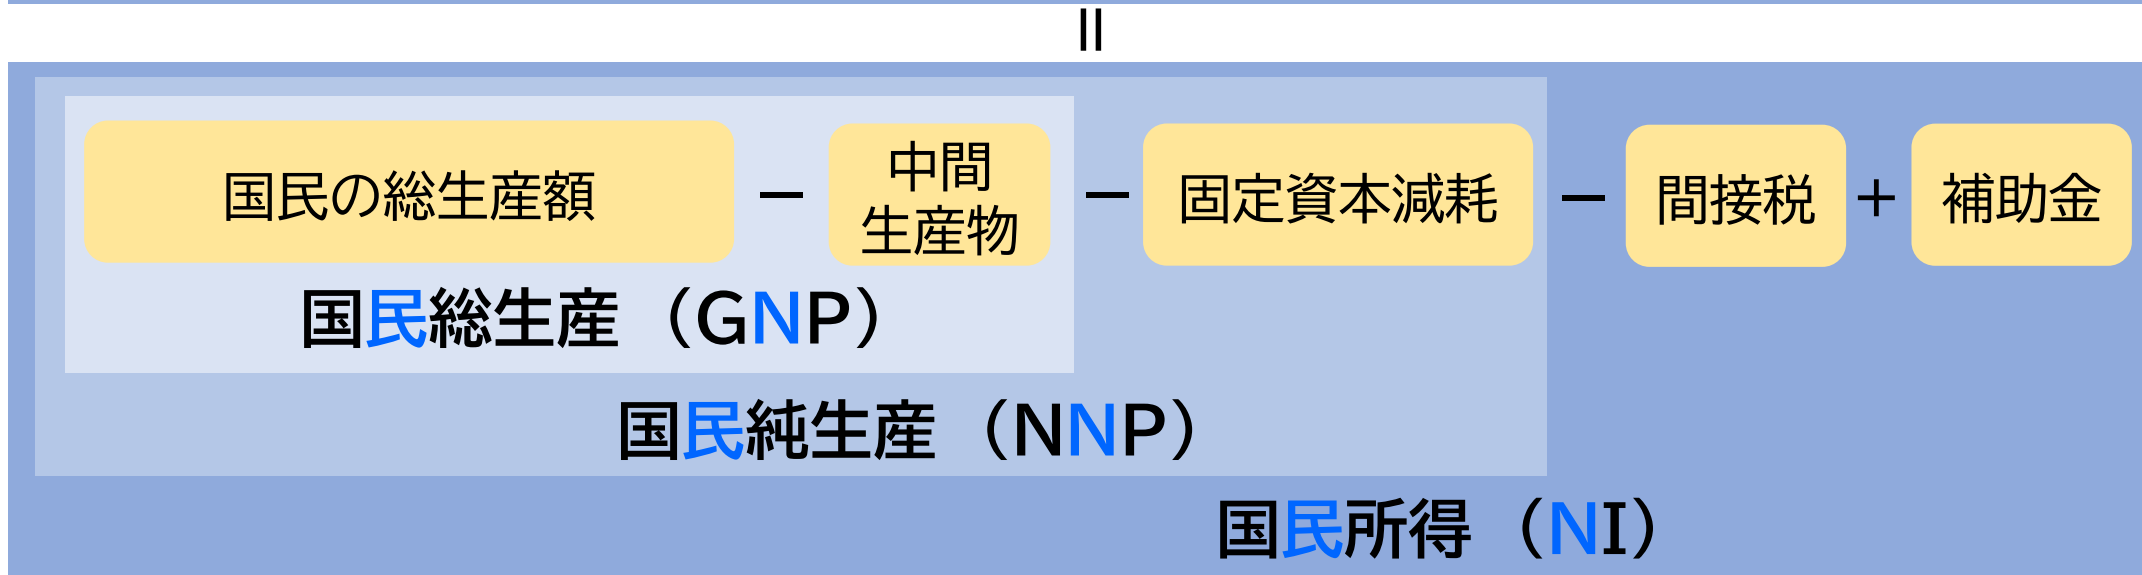 =
国民の総生産額 − 中間生産物 − 固定資本減耗 − 間接税 + 補助金
国民総生産（GNP）
国民純生産（NNP）
国民所得（NI）